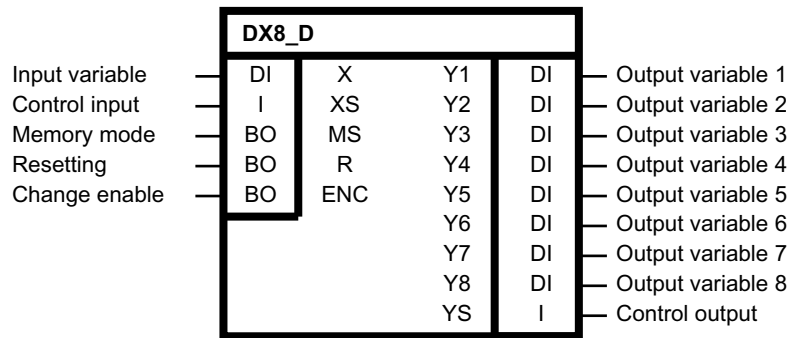 DX8_D
Input variable DI X Y1 DI Output variable 1
Control input I XS Y2 DI Output variable 2
Memory mode BO MS Y3 DI Output variable 3
Resetting BO R Y4 DI Output variable 4
Change enable BO ENC Y5 DI Output variable 5
Y6 DI Output variable 6
Y7 DI Output variable 7
Y8 DI Output variable 8
YS I Control output